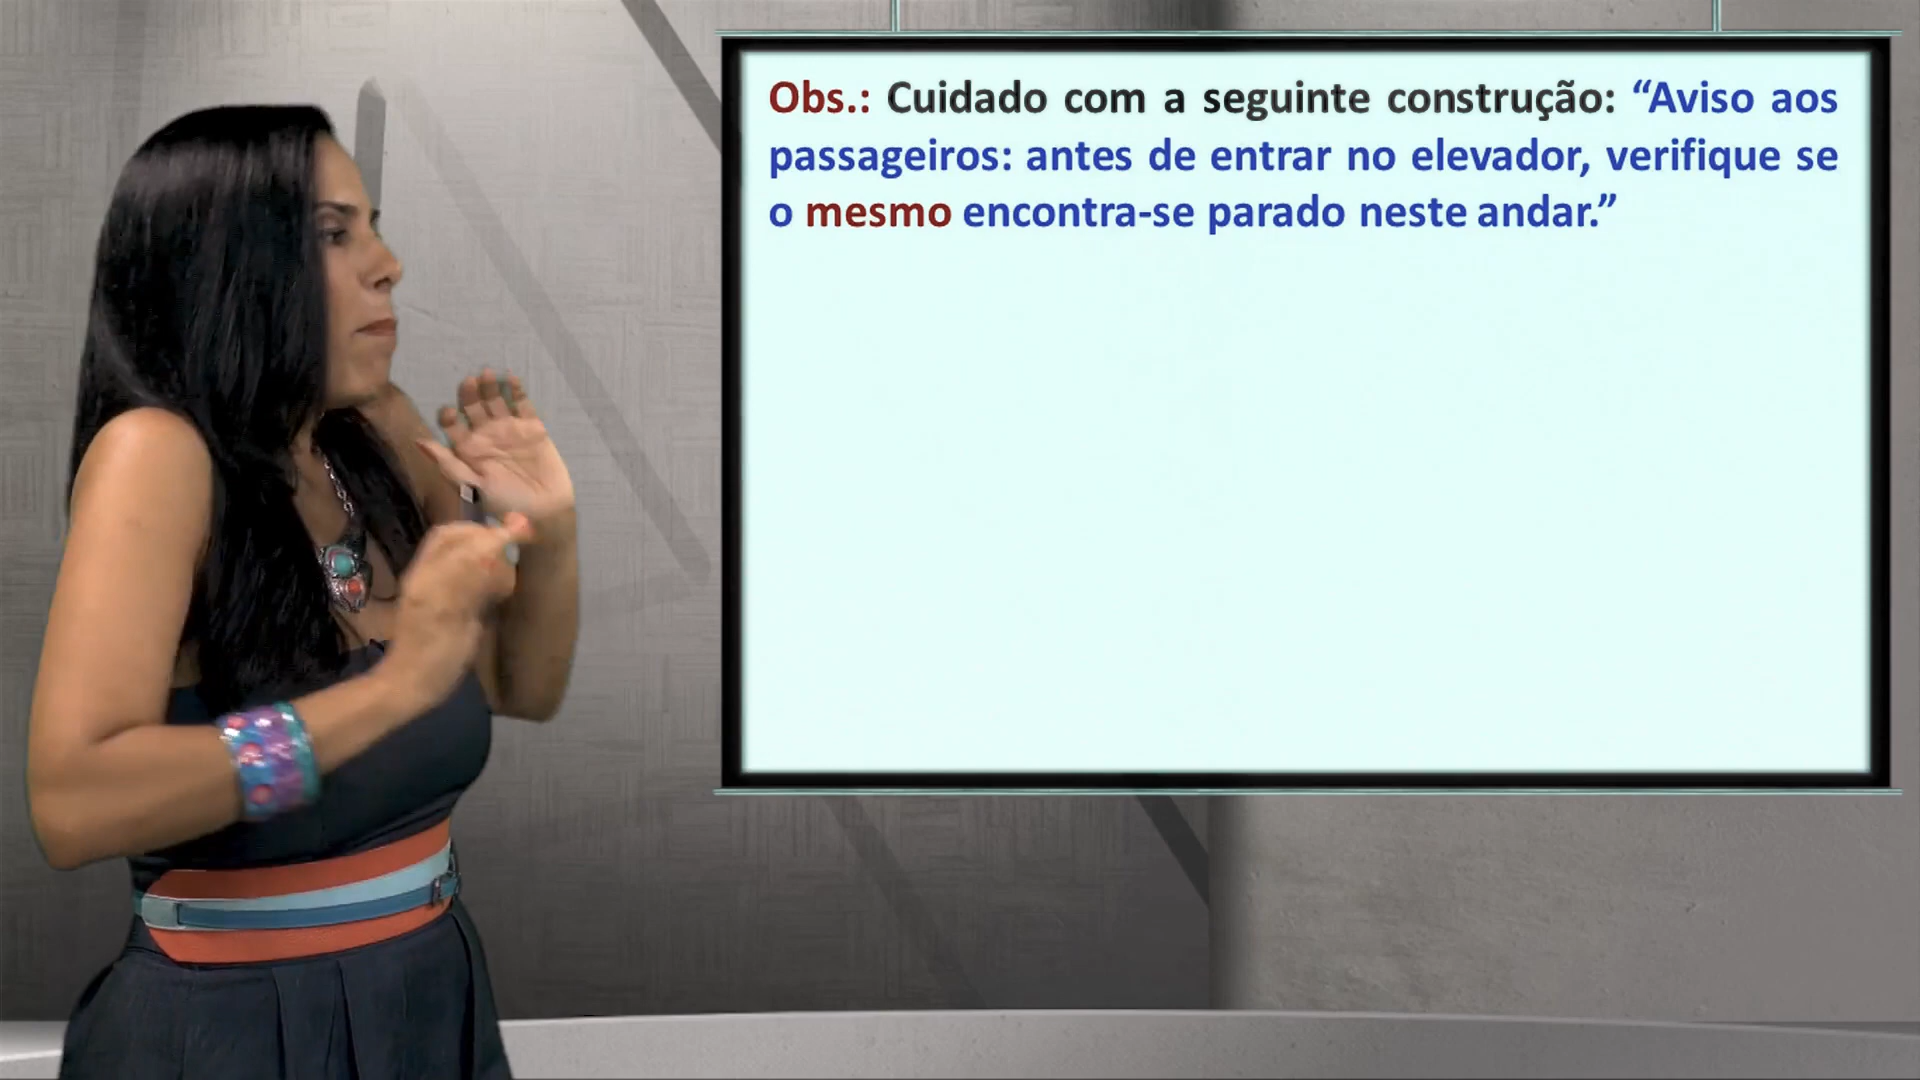 Obs.: Cuidado com a seguinte construção: “Aviso aos
passageiros: antes de entrar no elevador, verifique se
o mesmo encontra-se parado neste andar.”